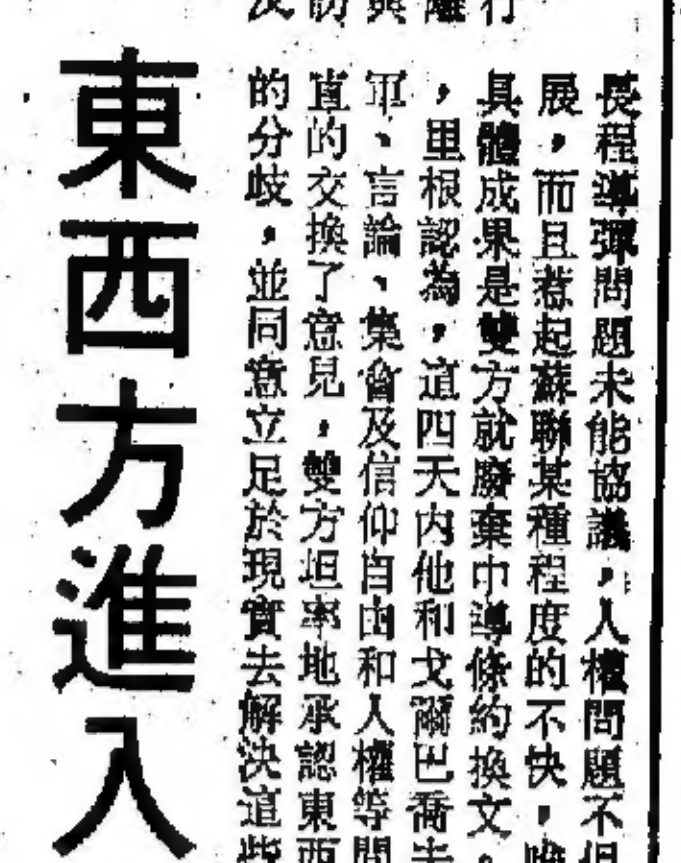 長程導彈問題未能協議,人權問題不但
展,而且惹起蘇聯某種程度的不快,唯
具體成果是雙方就廢棄中導條約換文。
,里根認為,這四天内他和戈爾巴喬夫
軍、言論、集會及信仰自由和人權等問
直的交換了意見,雙方坦率地承認東西
的分岐,並同意立足於現實去解決這些
東西方進入